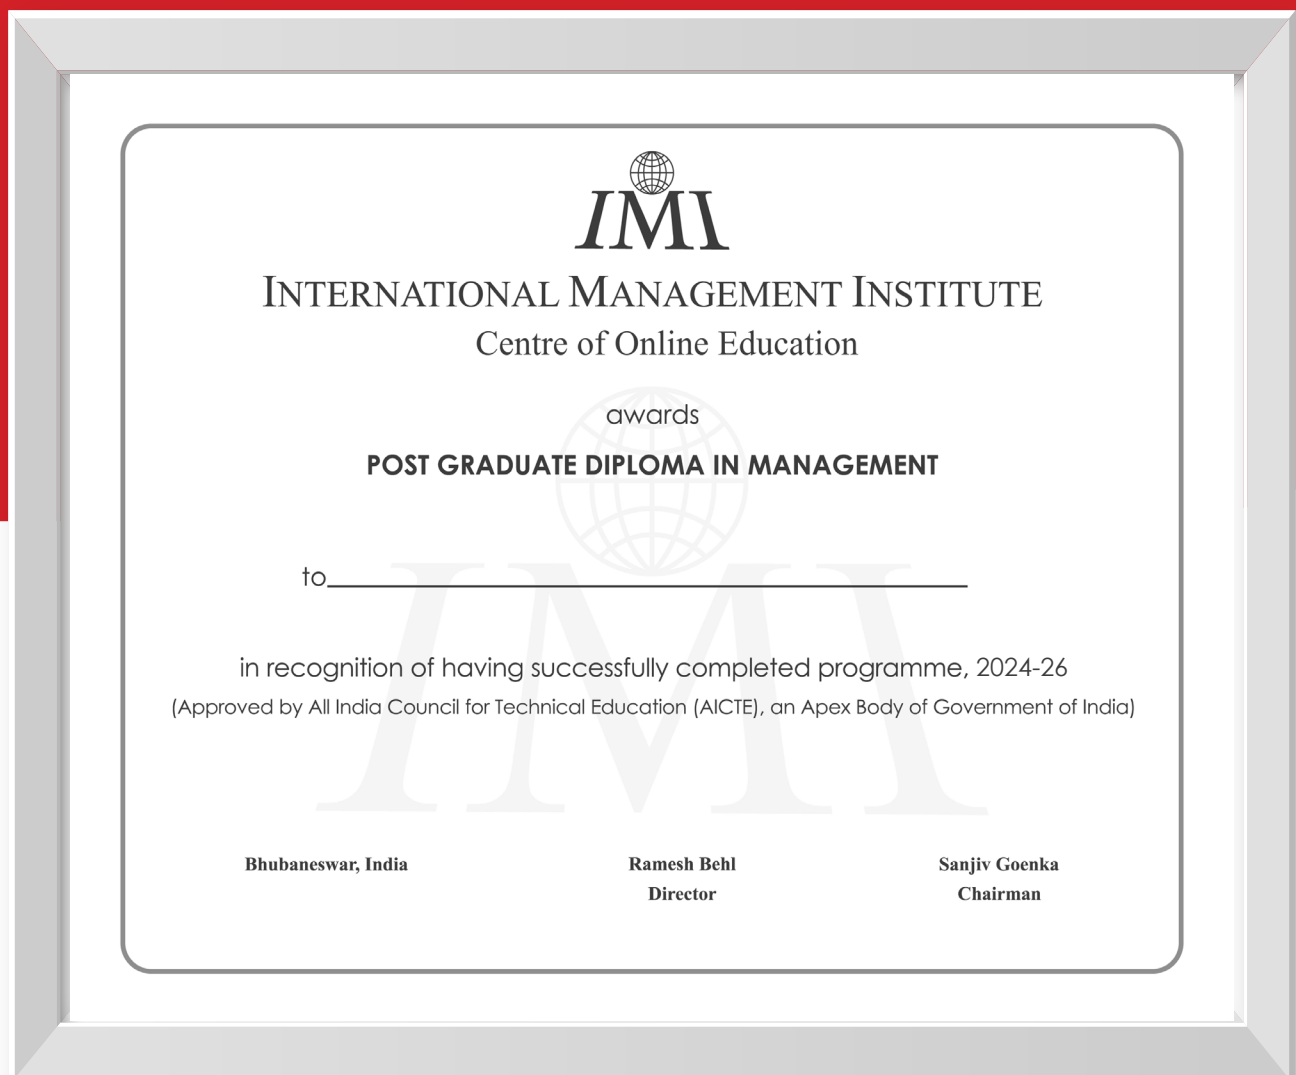 IMI
INTERNATIONAL MANAGEMENT INSTITUTE
Centre of Online Education
awards
POST GRADUATE DIPLOMA IN MANAGEMENT
to
in recognition of having successfully completed programme, 2024-26
(Approved by All India Council for Technical Education (AICTE), an Apex Body of Government of India)
IMI
Bhubaneswar, India Ramesh Behl Sanjiv Goenka
Director Chairman